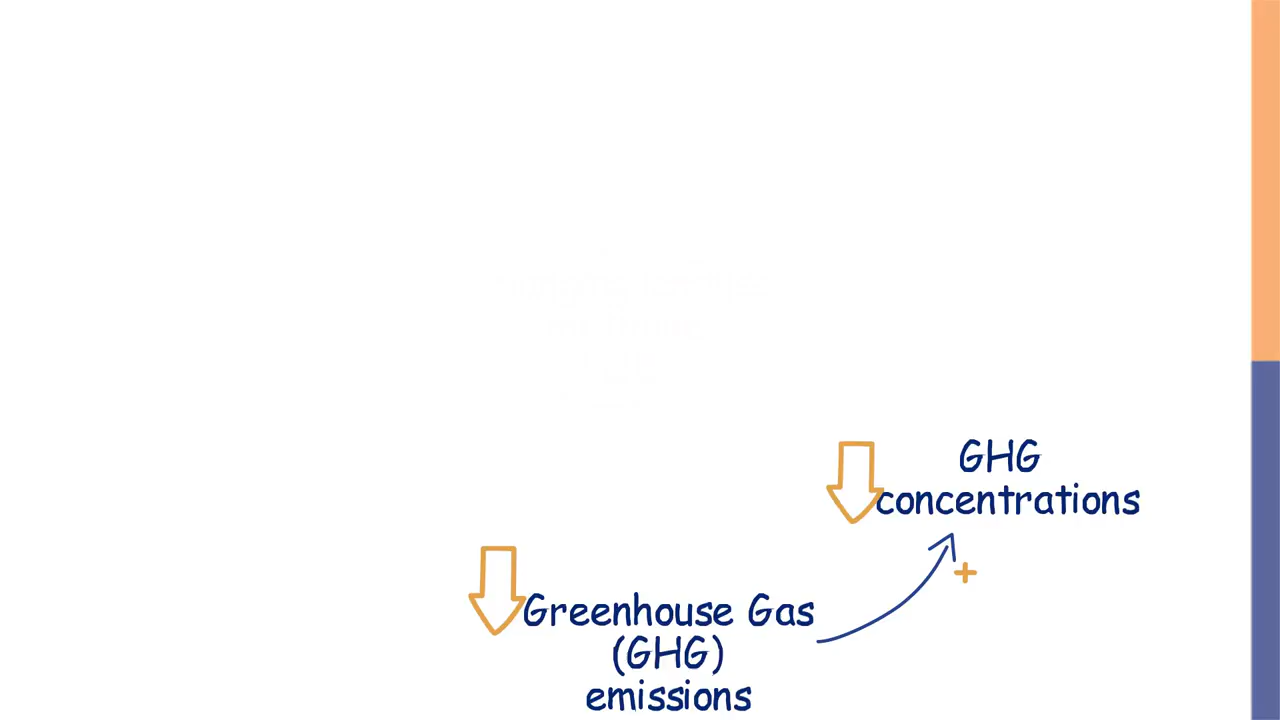 GHG
concentrations
+
Greenhouse Gas
(GHG)
emissions